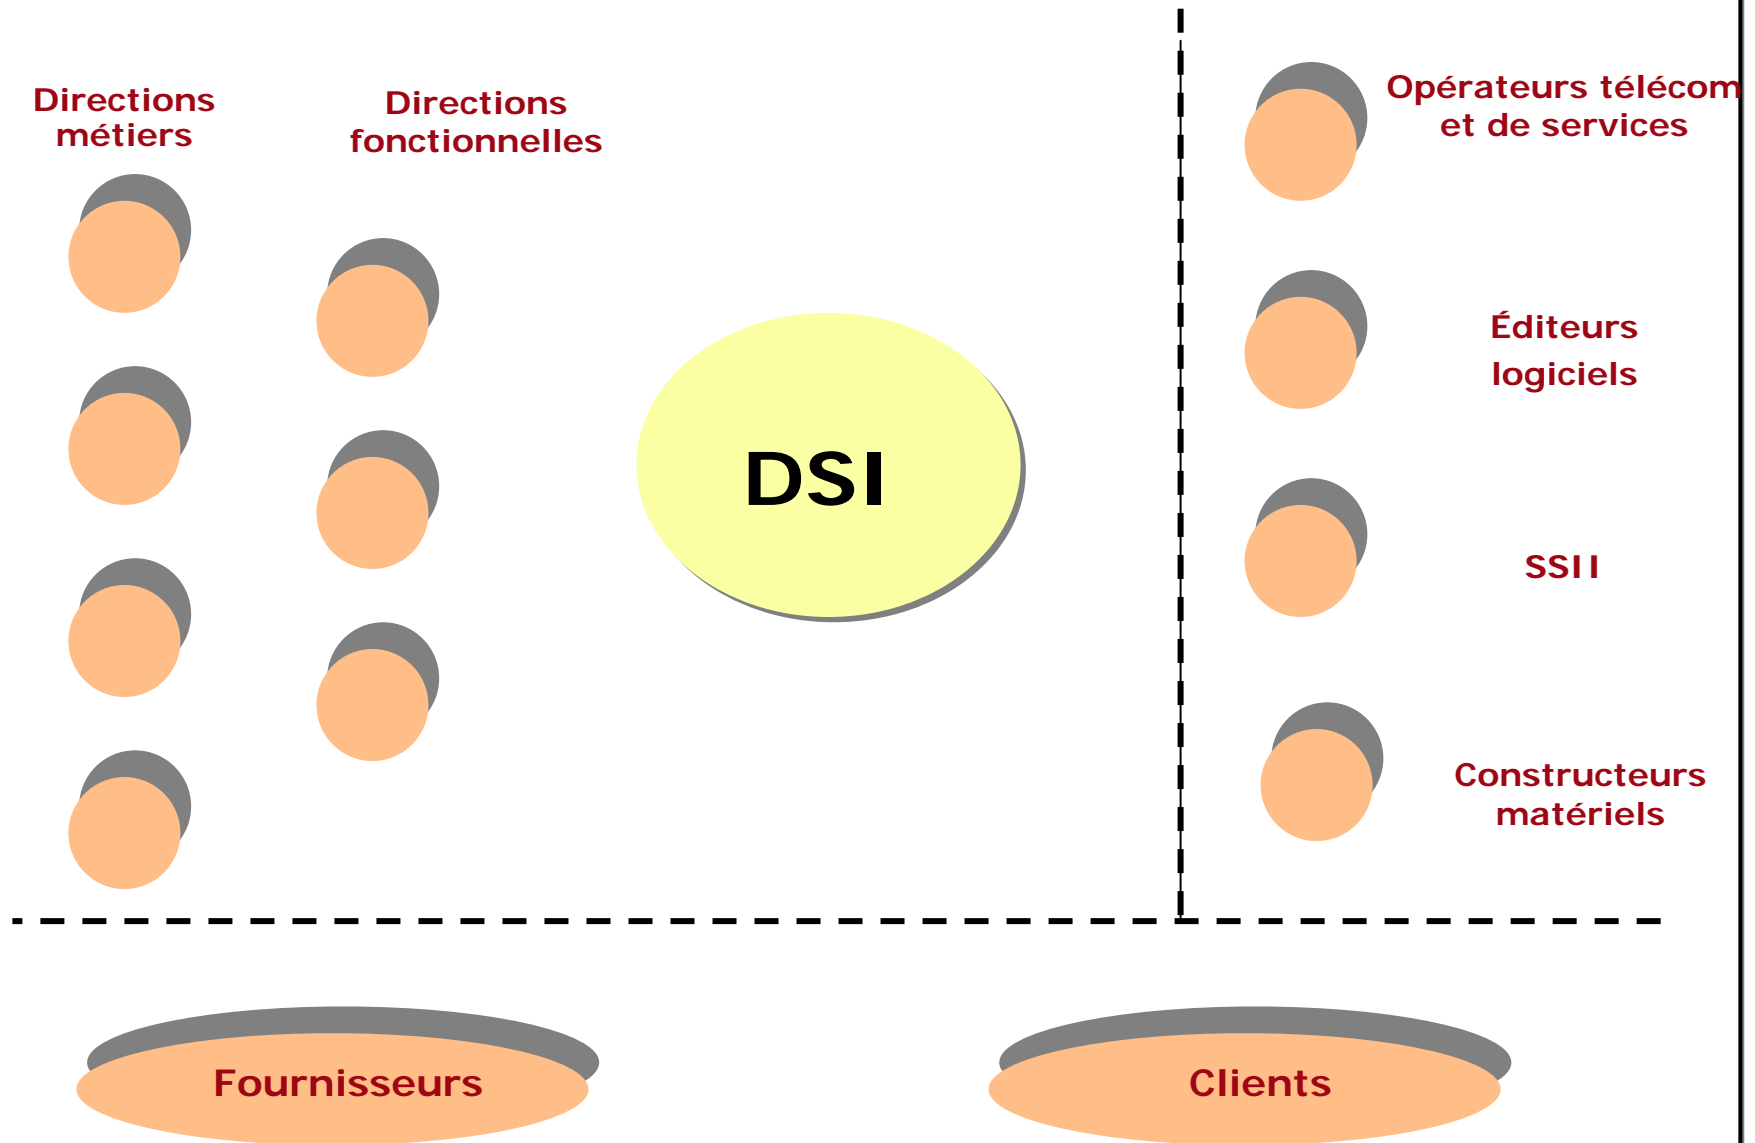 Directions
métiers
Directions
fonctionnelles
Opérateurs télécom
et de services
Éditeurs
logiciels
DSI
SSII
Constructeurs
matériels
Fournisseurs
Clients